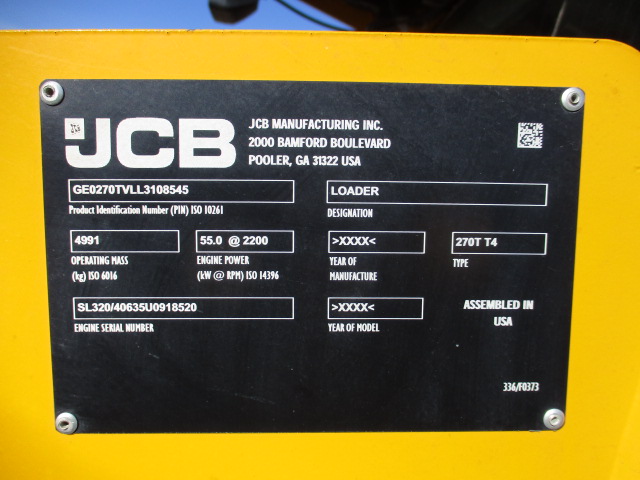 JCB
JCB MANUFACTURING INC.
2000 BAMFORD BOULEVARD
POOLER, GA 31322 USA
GE0270TVLL3108545
Product Identification Number (PIN) ISO 10261
LOADER
DESIGNATION
4991
OPERATING MASS
(kg) ISO 6016
55.0 @ 2200
ENGINE POWER
(kW @ RPM) ISO 14396
>XXXX<
YEAR OF
MANUFACTURE
270T T4
TYPE
SL320/40635U0918520
ENGINE SERIAL NUMBER
>XXXX<
YEAR OF MODEL
ASSEMBLED IN
USA
336/F0373